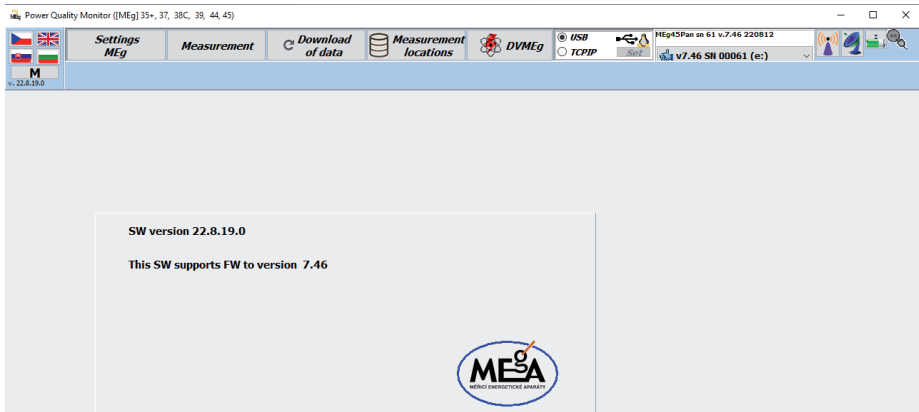 Power Quality Monitor ([MEg] 35+, 37, 38C, 39, 44, 45)
Settings
MEg
Measurement
Download
of data
Measurement
locations
DVMEg
USB
TCPIP
Set
MEg45Pan sn 61 v.7.46 220812
v7.46 SN 00061 (e:)
M
v. 22.8.19.0
SW version 22.8.19.0
This SW supports FW to version 7.46
MEgA
MĚŘICÍ ENERGETICKÉ APARÁTY